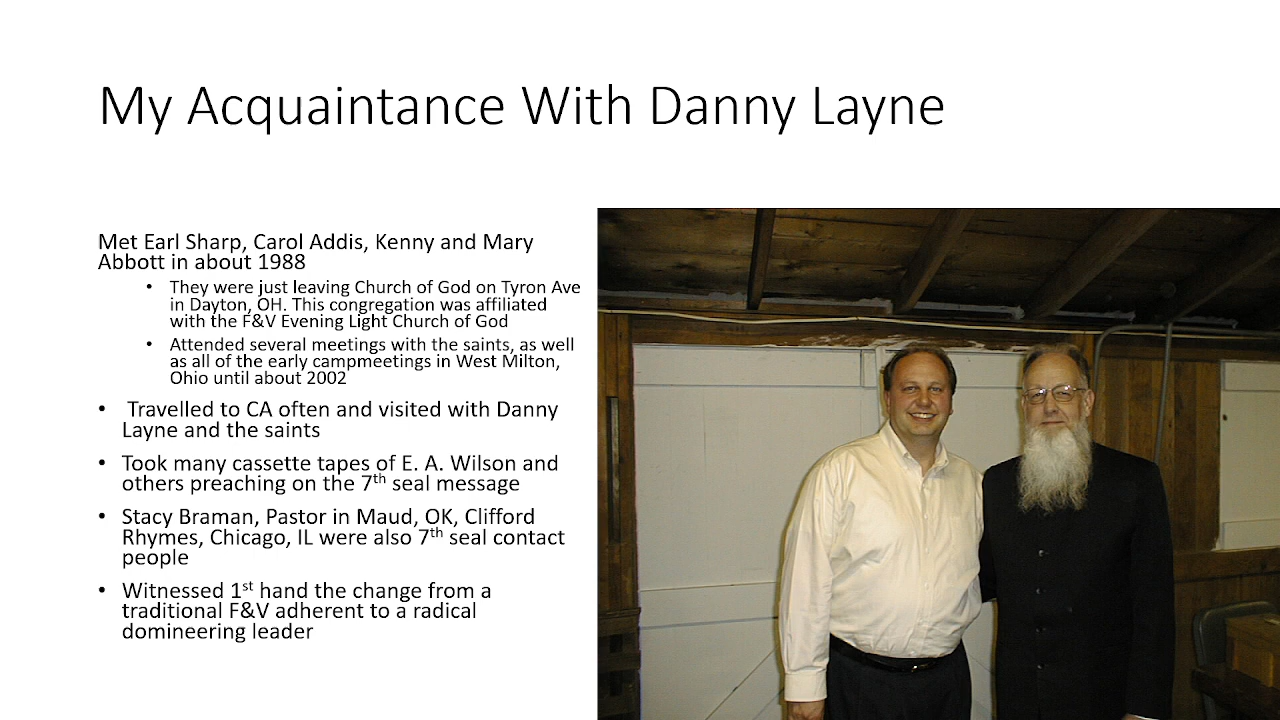 My Acquaintance With Danny Layne
Met Earl Sharp, Carol Addis, Kenny and Mary
Abbott in about 1988
• They were just leaving Church of God on Tyron Ave
in Dayton, OH. This congregation was affiliated
with the F&V Evening Light Church of God
• Attended several meetings with the saints, as well
as all of the early campmeetings in West Milton,
Ohio until about 2002
• Travelled to CA often and visited with Danny
Layne and the saints
• Took many cassette tapes of E. A. Wilson and
others preaching on the 7th seal message
• Stacy Braman, Pastor in Maud, OK, Clifford
Rhymes, Chicago, IL were also 7th seal contact
people
• Witnessed 1st hand the change from a
traditional F&V adherent to a radical
domineering leader